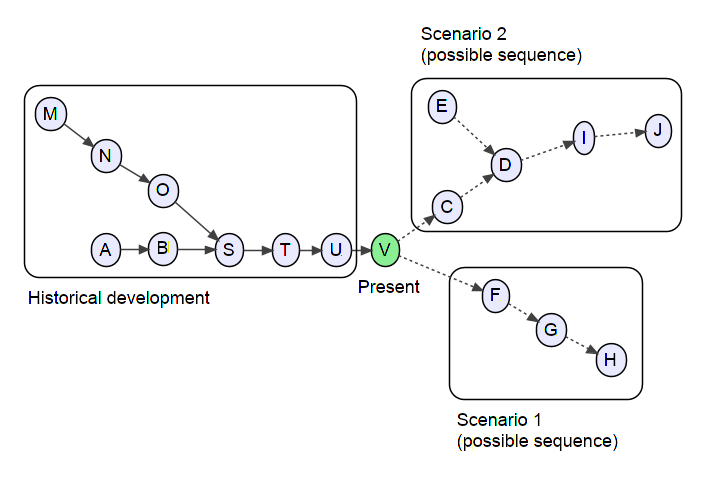 Scenario 2
(possible sequence)
E
M
J
I
N
D
O
C
A B S T U V
Historical development
Present
F
G
H
Scenario 1
(possible sequence)